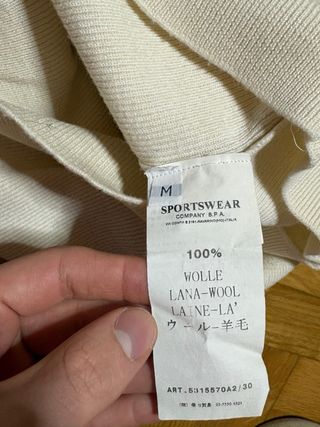 M
SPORTSWEAR
COMPANY S.P.A.
100%
WOLLE
LANA-WOOL
LAINE-LA'
ウール-羊毛
ART. 5315570A2/30